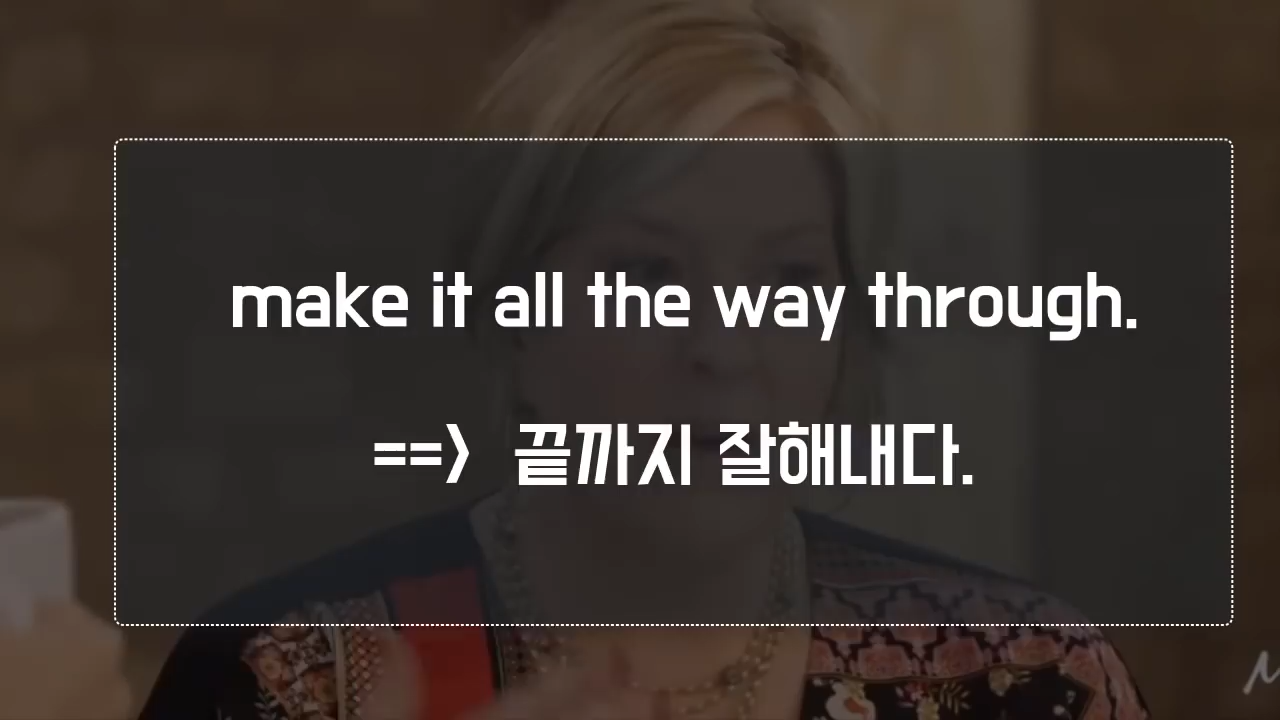 make it all the way through.
==> 끝까지 잘해내다.